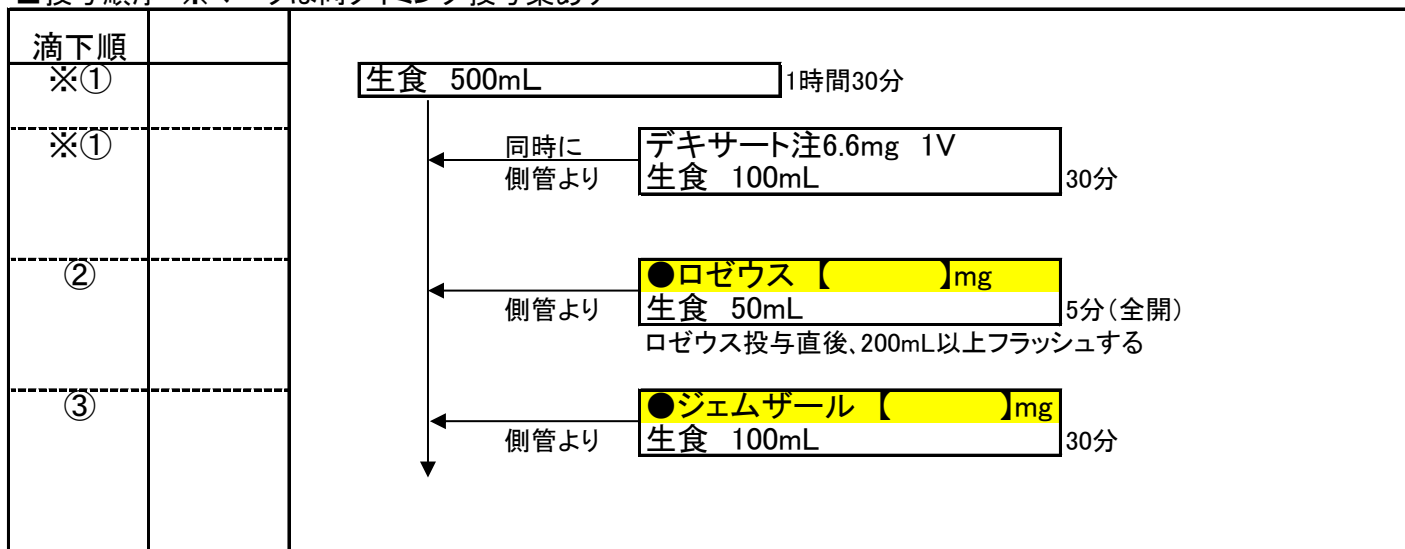 滴下順
※① 生食 500mL 1時間30分
※① 同時に デキサート注6.6mg 1V
側管より 生食 100mL 30分
② ●ロゼウス【 】mg
側管より 生食 50mL 5分(全開)
ロゼウス投与直後、200mL以上フラッシュする
③ ●ジェムザール【 】mg
側管より 生食 100mL 30分